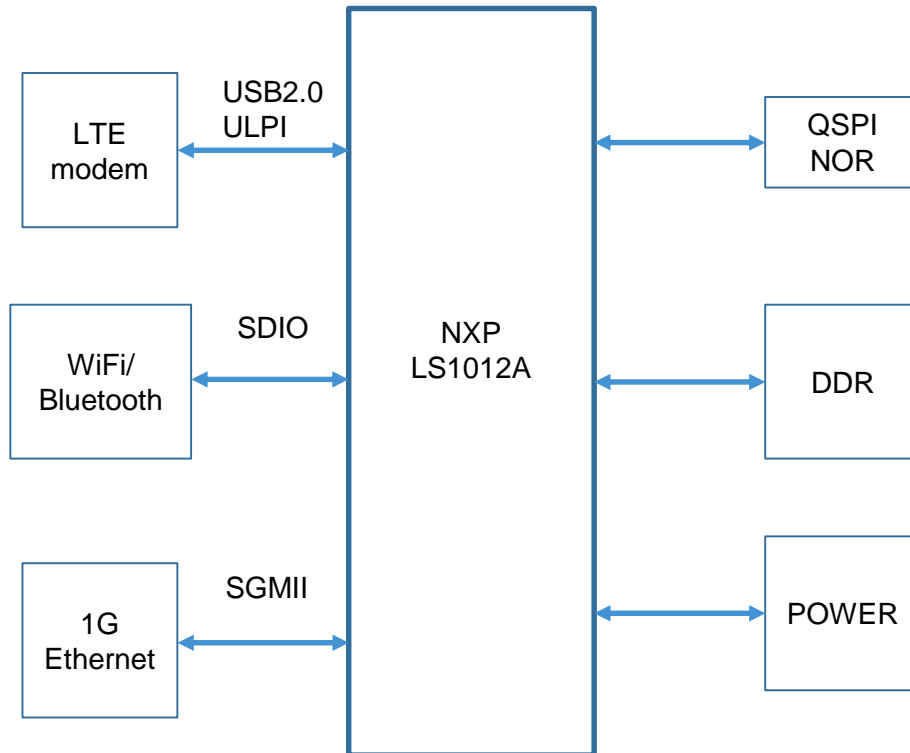 USB2.0
ULPI
LTE
modem
QSPI
NOR
SDIO
WiFi/
Bluetooth
NXP
LS1012A
DDR
SGMII
1G
Ethernet
POWER